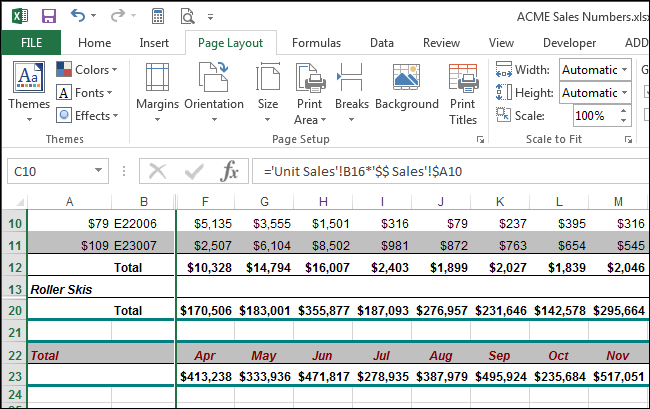 ACME Sales Numbers.xls
FILE Home Insert Page Layout Formulas Data Review View Developer ADD
Aa Colors Fonts Effects Themes
Margins Orientation Size Print Area Breaks Background Print Titles
Width: Automatic
Height: Automatic
Scale: 100%
Themes Page Setup Scale to Fit
C10 fx ='Unit Sales'!B16*'$$ Sales'!$A10
A B F G H I J K L M
10 $79 E22006 $5,135 $3,555 $1,501 $316 $79 $237 $395 $316
11 $109 E23007 $2,507 $6,104 $8,502 $981 $872 $763 $654 $545
12 Total $10,328 $14,794 $16,007 $2,403 $1,899 $2,027 $1,839 $2,046
13 Roller Skis
20 Total $170,506 $183,001 $355,877 $187,093 $276,957 $231,646 $142,578 $295,664
21
22 Total Apr May Jun Jul Aug Sep Oct Nov
23 $413,238 $333,936 $471,817 $278,935 $387,979 $495,924 $235,684 $517,051
24